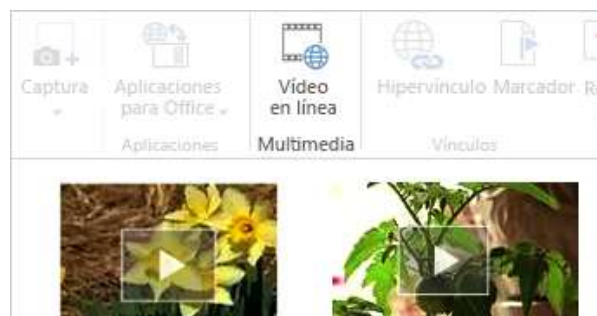 Captura
Aplicaciones
para Office
Vídeo
en línea
Hipervínculo
Marcador
Aplicaciones
Multimedia
Vínculos